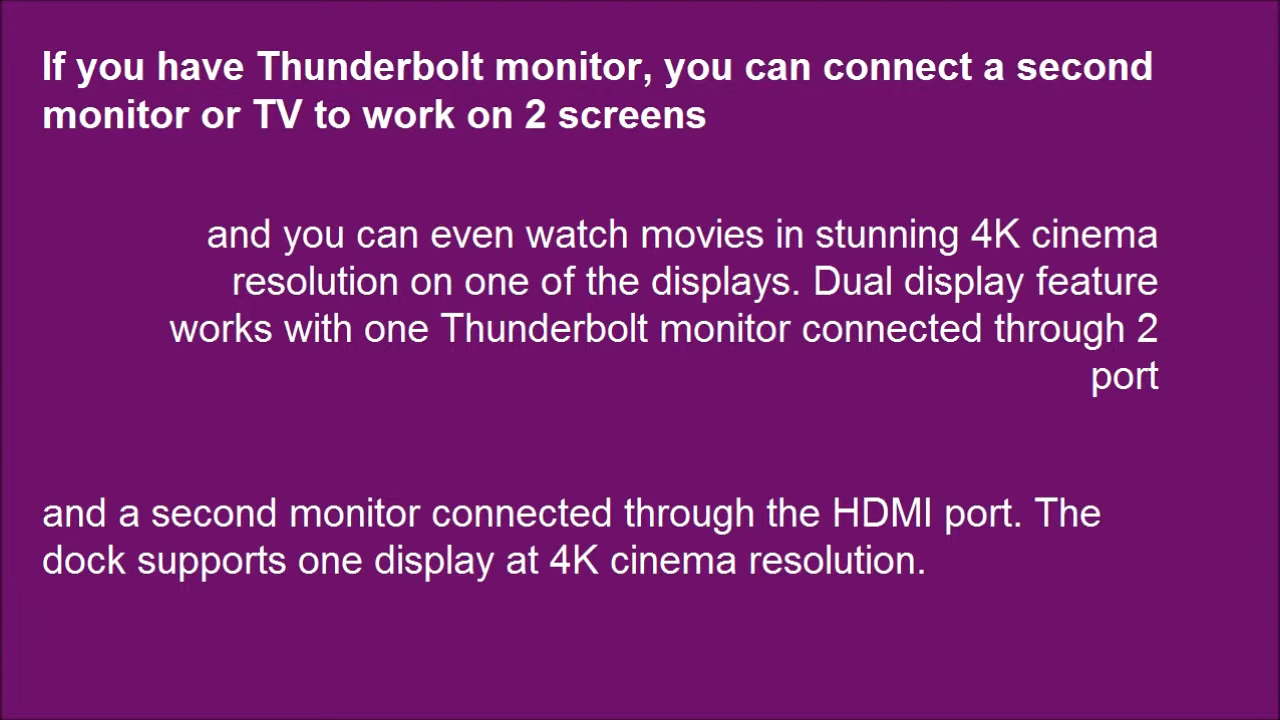 If you have Thunderbolt monitor, you can connect a second
monitor or TV to work on 2 screens
and you can even watch movies in stunning 4K cinema
resolution on one of the displays. Dual display feature
works with one Thunderbolt monitor connected through 2
port
and a second monitor connected through the HDMI port. The
dock supports one display at 4K cinema resolution.